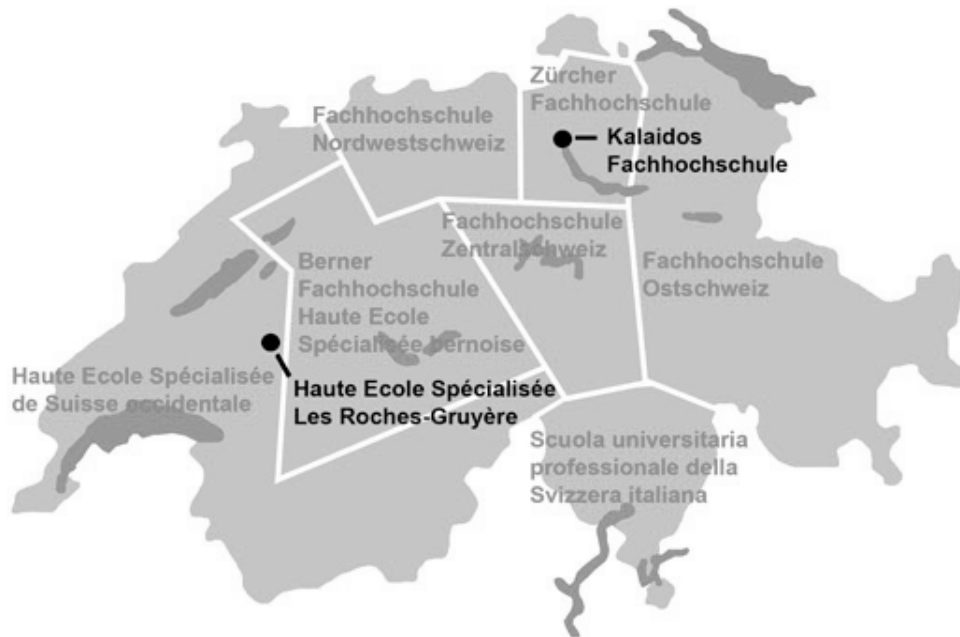 Zürcher
Fachhochschule
Kalaidos
Fachhochschule
Fachhochschule
Nordwestschweiz
Fachhochschule
Zentralschweiz
Fachhochschule
Ostschweiz
Berner
Fachhochschule
Haute Ecole
Spécialisée bernoise
Haute Ecole Spécialisée
de Suisse occidentale
Haute Ecole Spécialisée
Les Roches-Gruyère
Scuola universitaria
professionale della
Svizzera italiana